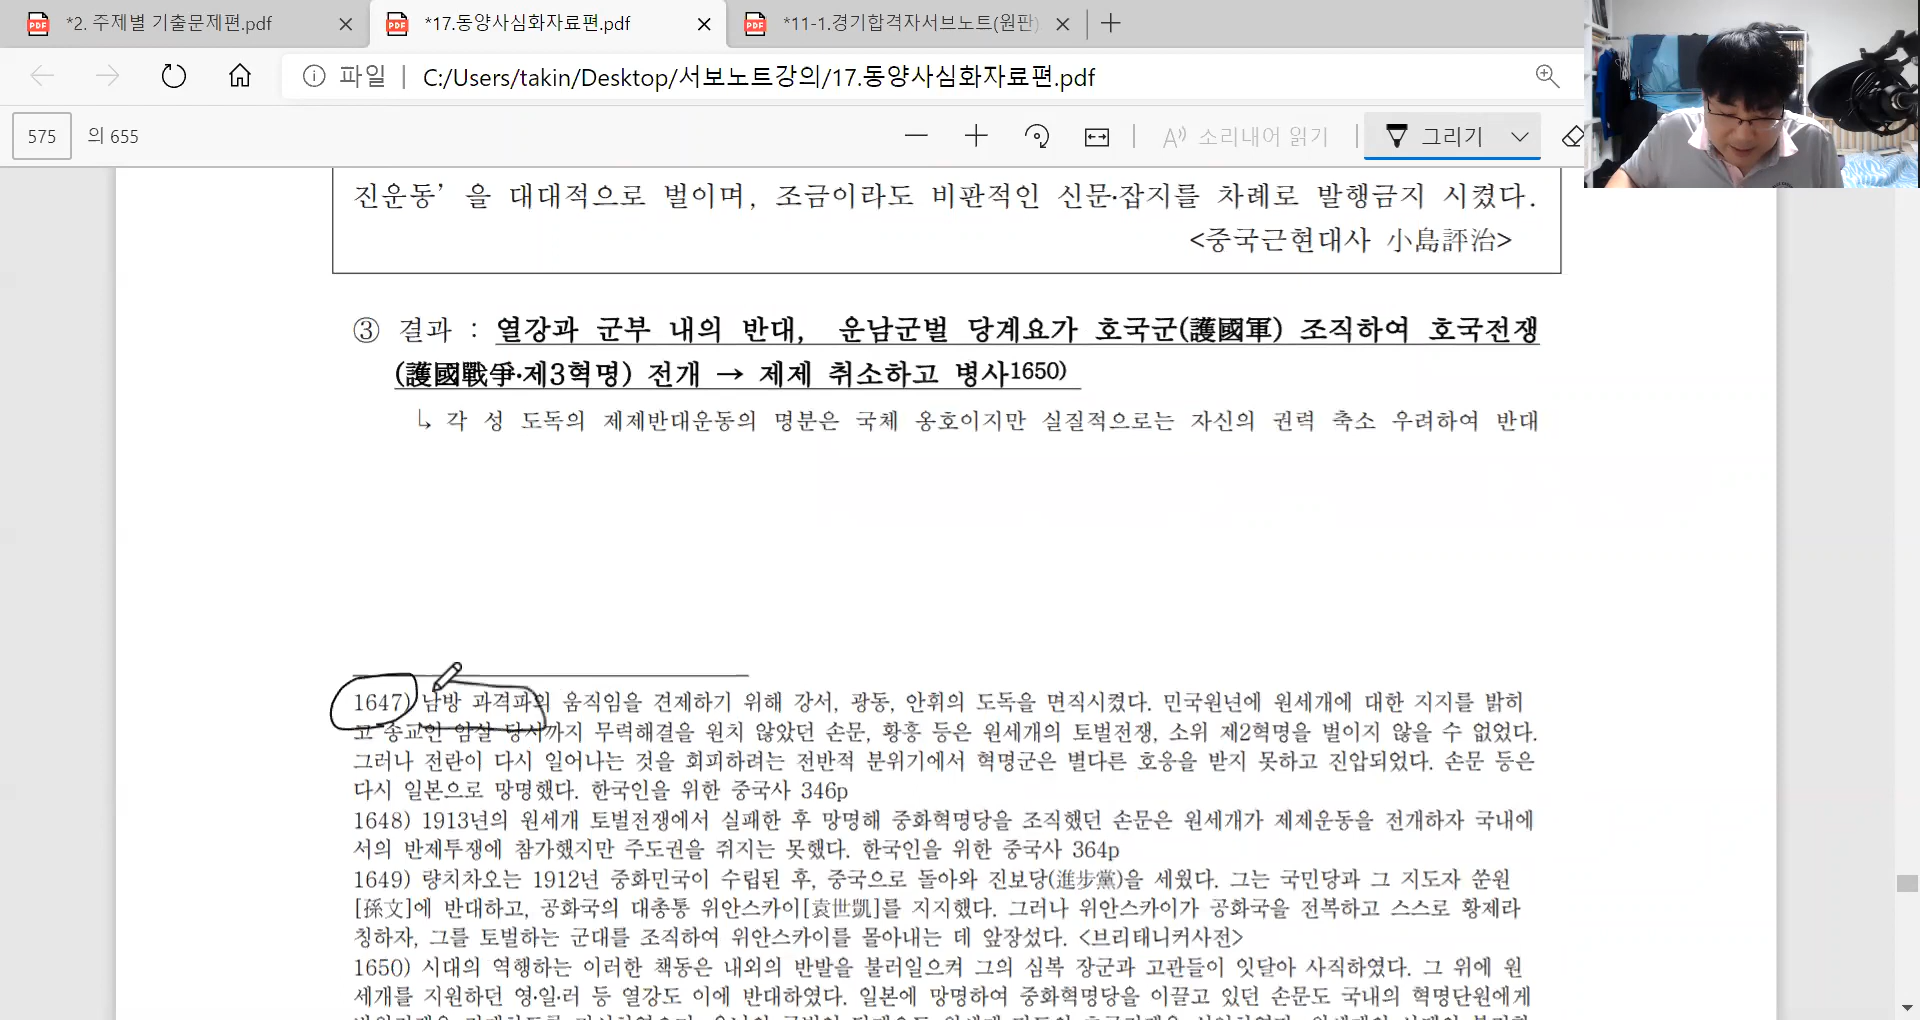 *2. 주제별 기출문제편.pdf
*17.동양사심화자료편.pdf
*11-1.경기합격자서브노트(원판)
파일 | C:/Users/takin/Desktop/서보노트강의/17.동양사심화자료편.pdf
575 의 655
소리내어 읽기
그리기
진운동’ 을 대대적으로 벌이며, 조금이라도 비판적인 신문·잡지를 차례로 발행금지 시켰다.
<중국근현대사 小島評治>
③ 결과 : 열강과 군부 내의 반대, 운남군벌 당계요가 호국군(護國軍) 조직하여 호국전쟁
(護國戰爭·제3혁명) 전개 → 제제 취소하고 병사1650)
↳ 각 성 도독의 제제반대운동의 명분은 국체 옹호이지만 실질적으로는 자신의 권력 축소 우려하여 반대
1647) 남방 과격파의 움직임을 견제하기 위해 강서, 광동, 안휘의 도독을 면직시켰다. 민국원년에 원세개에 대한 지지를 밝히
고 송교인 암살 당시까지 무력해결을 원치 않았던 손문, 황흥 등은 원세개의 토벌전쟁, 소위 제2혁명을 벌이지 않을 수 없었다.
그러나 전란이 다시 일어나는 것을 회피하려는 전반적 분위기에서 혁명군은 별다른 호응을 받지 못하고 진압되었다. 손문 등은
다시 일본으로 망명했다. 한국인을 위한 중국사 346p
1648) 1913년의 원세개 토벌전쟁에서 실패한 후 망명해 중화혁명당을 조직했던 손문은 원세개가 제제운동을 전개하자 국내에
서의 반제투쟁에 참가했지만 주도권을 쥐지는 못했다. 한국인을 위한 중국사 364p
1649) 량치차오는 1912년 중화민국이 수립된 후, 중국으로 돌아와 진보당(進步黨)을 세웠다. 그는 국민당과 그 지도자 쑨원
[孫文]에 반대하고, 공화국의 대총통 위안스카이[袁世凱]를 지지했다. 그러나 위안스카이가 공화국을 전복하고 스스로 황제라
칭하자, 그를 토벌하는 군대를 조직하여 위안스카이를 몰아내는 데 앞장섰다. <브리태니커사전>
1650) 시대의 역행하는 이러한 책동은 내외의 반발을 불러일으켜 그의 심복 장군과 고관들이 잇달아 사직하였다. 그 위에 원
세개를 지원하던 영·일·러 등 열강도 이에 반대하였다. 일본에 망명하여 중화혁명당을 이끌고 있던 손문도 국내의 혁명단원에게